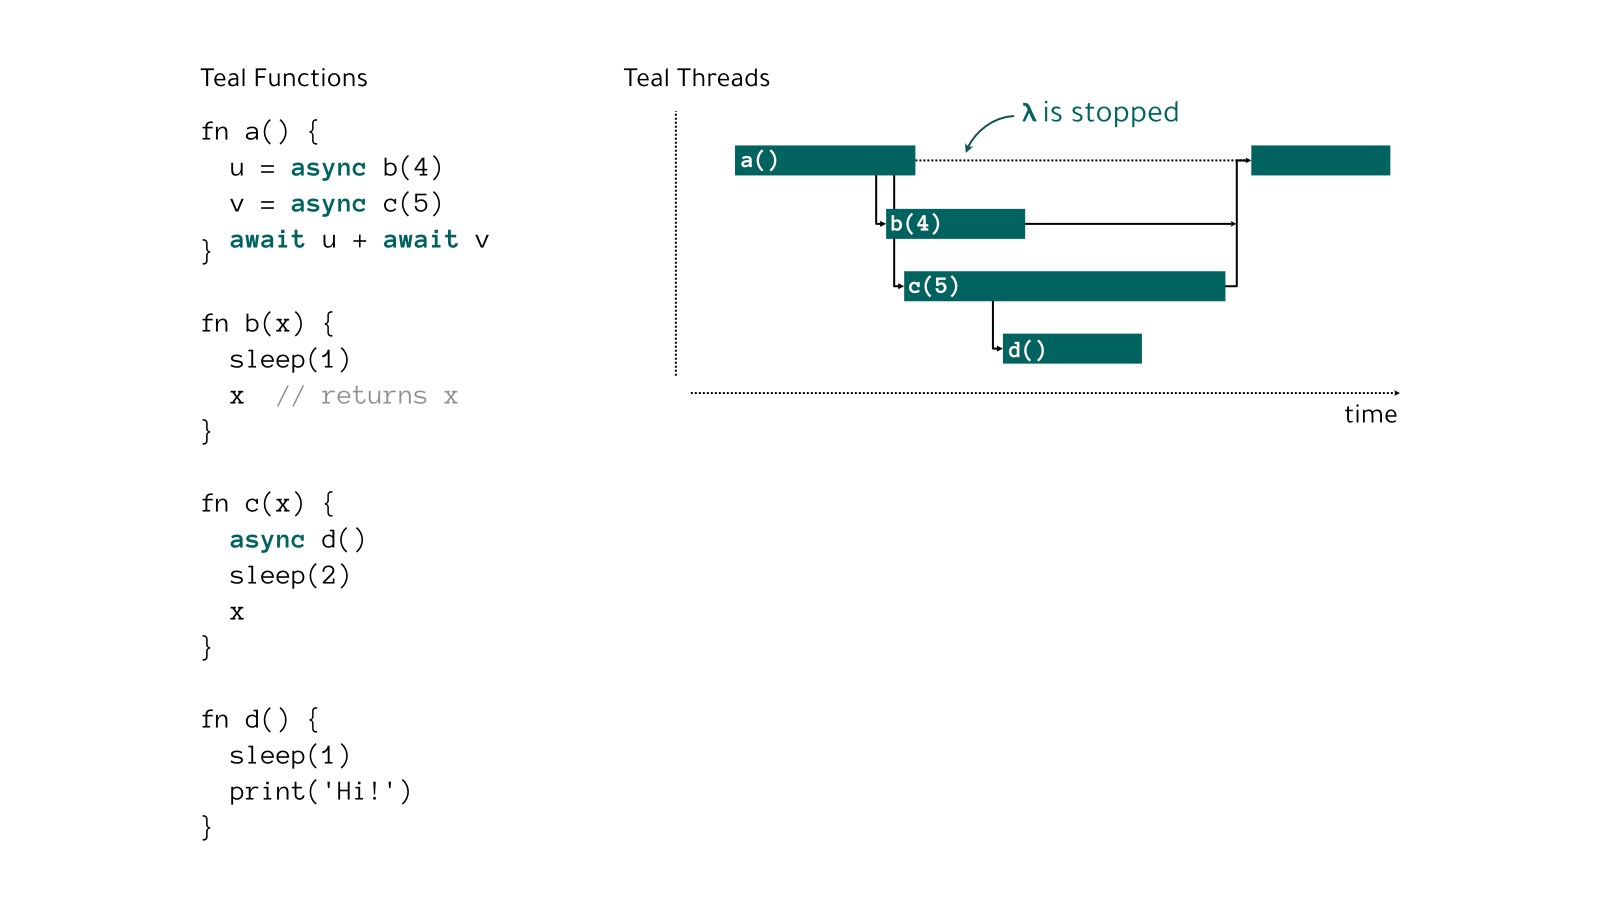 Teal Functions
fn a() {
  u = async b(4)
  v = async c(5)
  await u + await v
}
fn b(x) {
  sleep(1)
  x  // returns x
}
fn c(x) {
  async d()
  sleep(2)
  x
}
fn d() {
  sleep(1)
  print('Hi!')
}
Teal Threads
λ is stopped
a()
b(4)
c(5)
d()
time